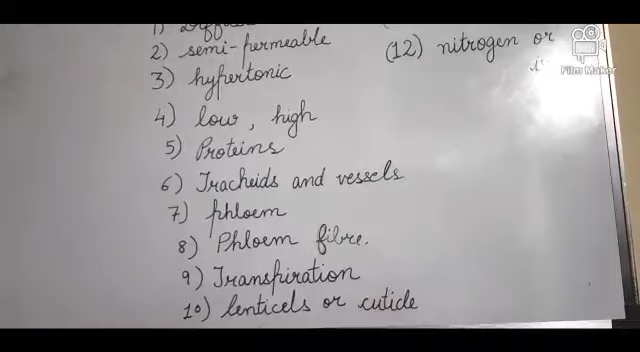 1)
2) semi-permeable
3) hypertonic
4) low, high
5) Proteins
6) Tracheids and vessels
7) phloem
8) Phloem fibre.
9) Transpiration
10) lenticels or cuticle
(12) nitrogen or
Film Maker